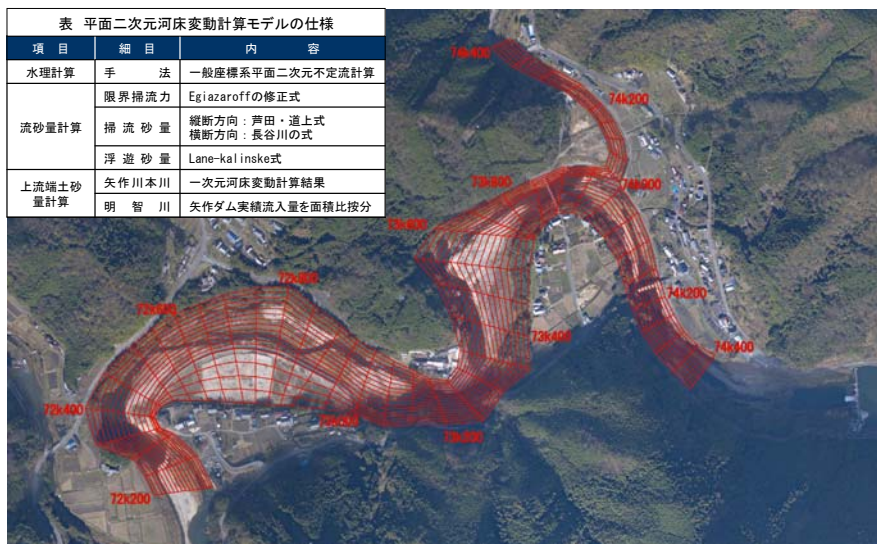 表 平面二次元河床変動計算モデルの仕様
項 目 細 目 内 容
水理計算 手 法 一般座標系平面二次元不定流計算
流砂量計算 限界掃流力 Egiazaroffの修正式
掃流砂量 縦断方向：芦田・道上式
横断方向：長谷川の式
浮遊砂量 Lane-kalinske式
上流端土砂
量計算
矢作川本川 一次元河床変動計算結果
明智川 矢作ダム実績流入量を面積比按分
74k400
74k200
73k800
74k000
73k600
74k200
72k800
72k600
73k400
74k400
72k400
73k200
72k200